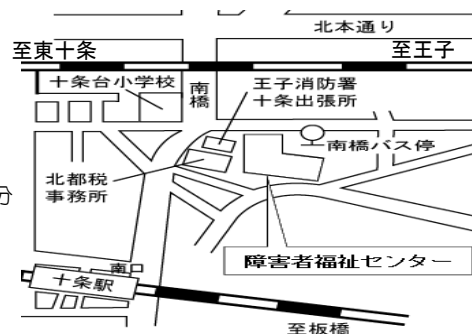 北本通り
至東十条
至王子
十条台小学校
南橋
王子消防署
十条出張所
南橋バス停
北都税
事務所
分
障害者福祉センター
南口
十条駅
至板橋